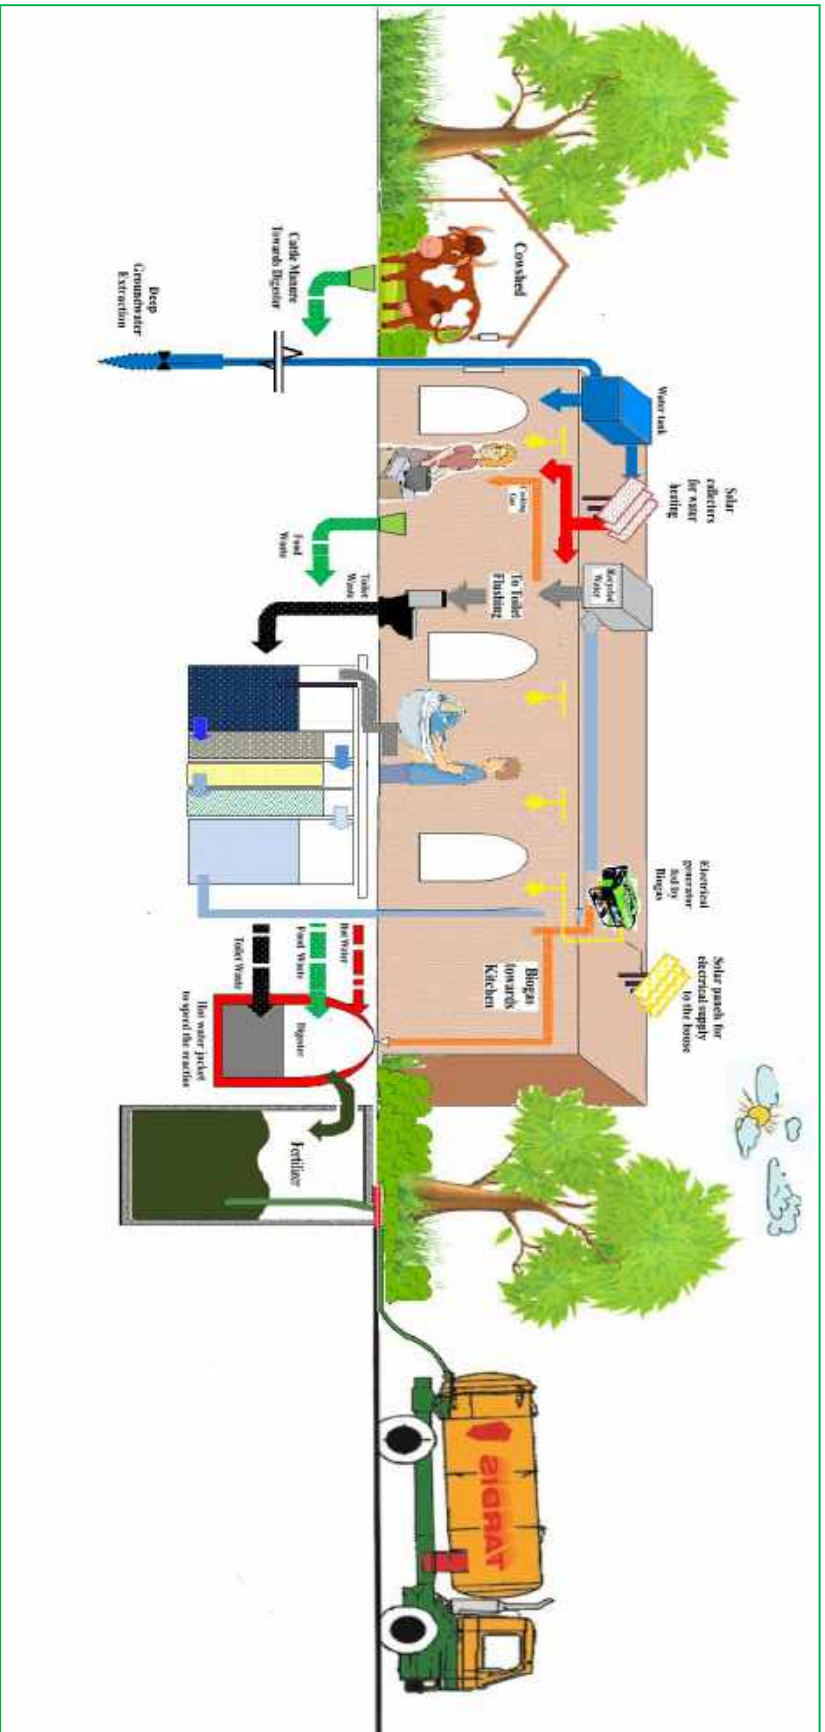 Cowshed
Cattle Manure
Towards Digester
Deep
Groundwater
Extraction
Water tank
Solar
collectors
for water
heating
Cooking
Gas
Food
Waste
Recycled
Water
To Toilet
Flushing
Toilet
Waste
Electrical
generator
fed by
Biogas
Solar panels for
electrical supply
to the house
Biogas
towards
Kitchen
Hot Water
Food Waste
Toilet Waste
Digester
Hot water jacket
to speed the reaction
Fertilizer
SIGRAT